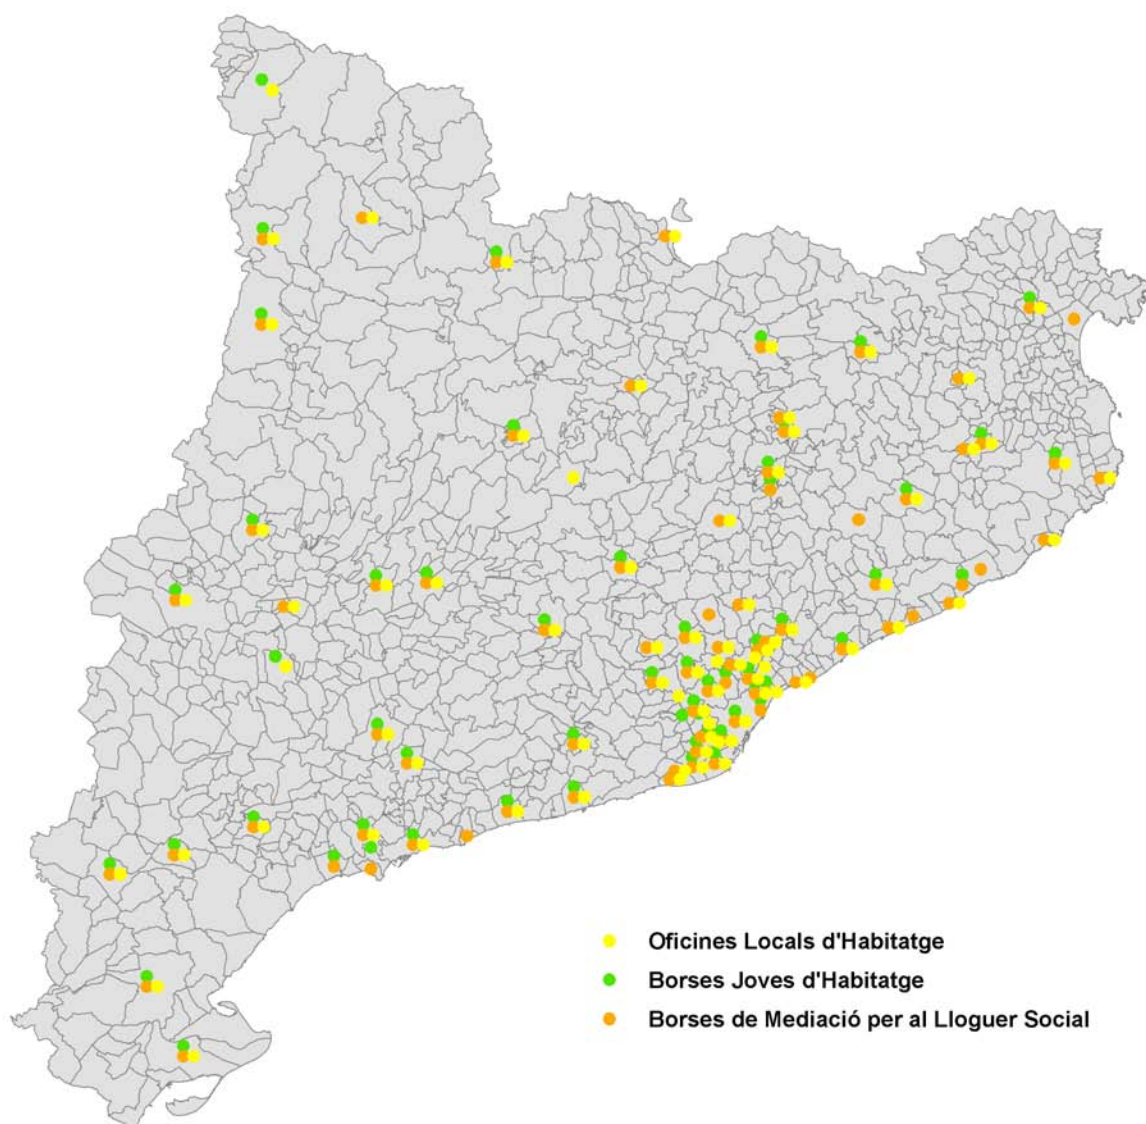 Oficines Locals d'Habitatge
Borses Joves d'Habitatge
Borses de Mediació per al Lloguer Social